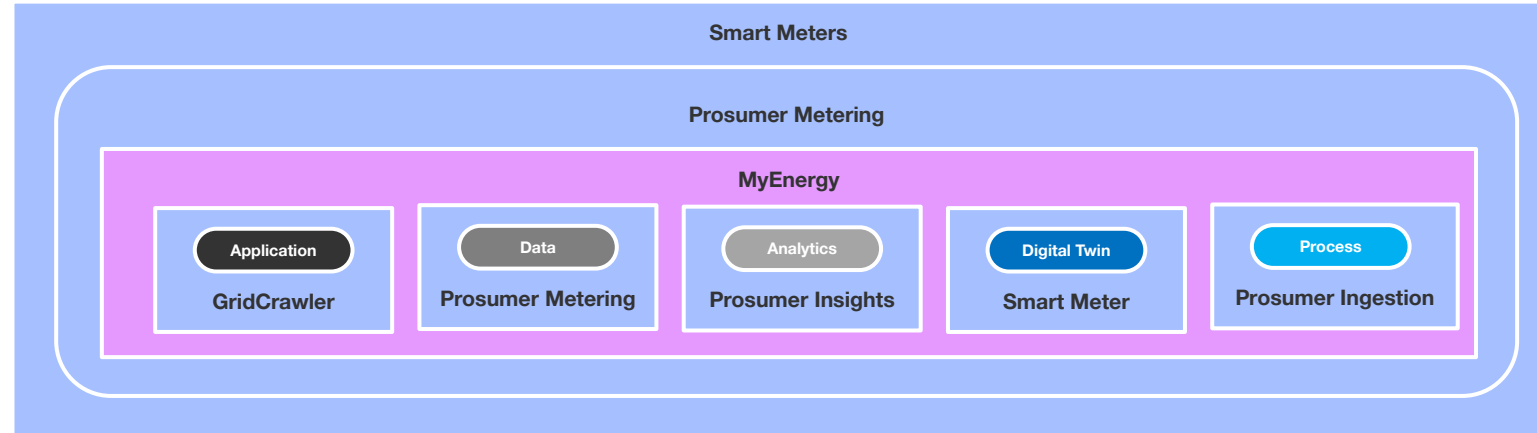 Smart Meters
Prosumer Metering
MyEnergy
Application
GridCrawler
Data
Prosumer Metering
Analytics
Prosumer Insights
Digital Twin
Smart Meter
Process
Prosumer Ingestion